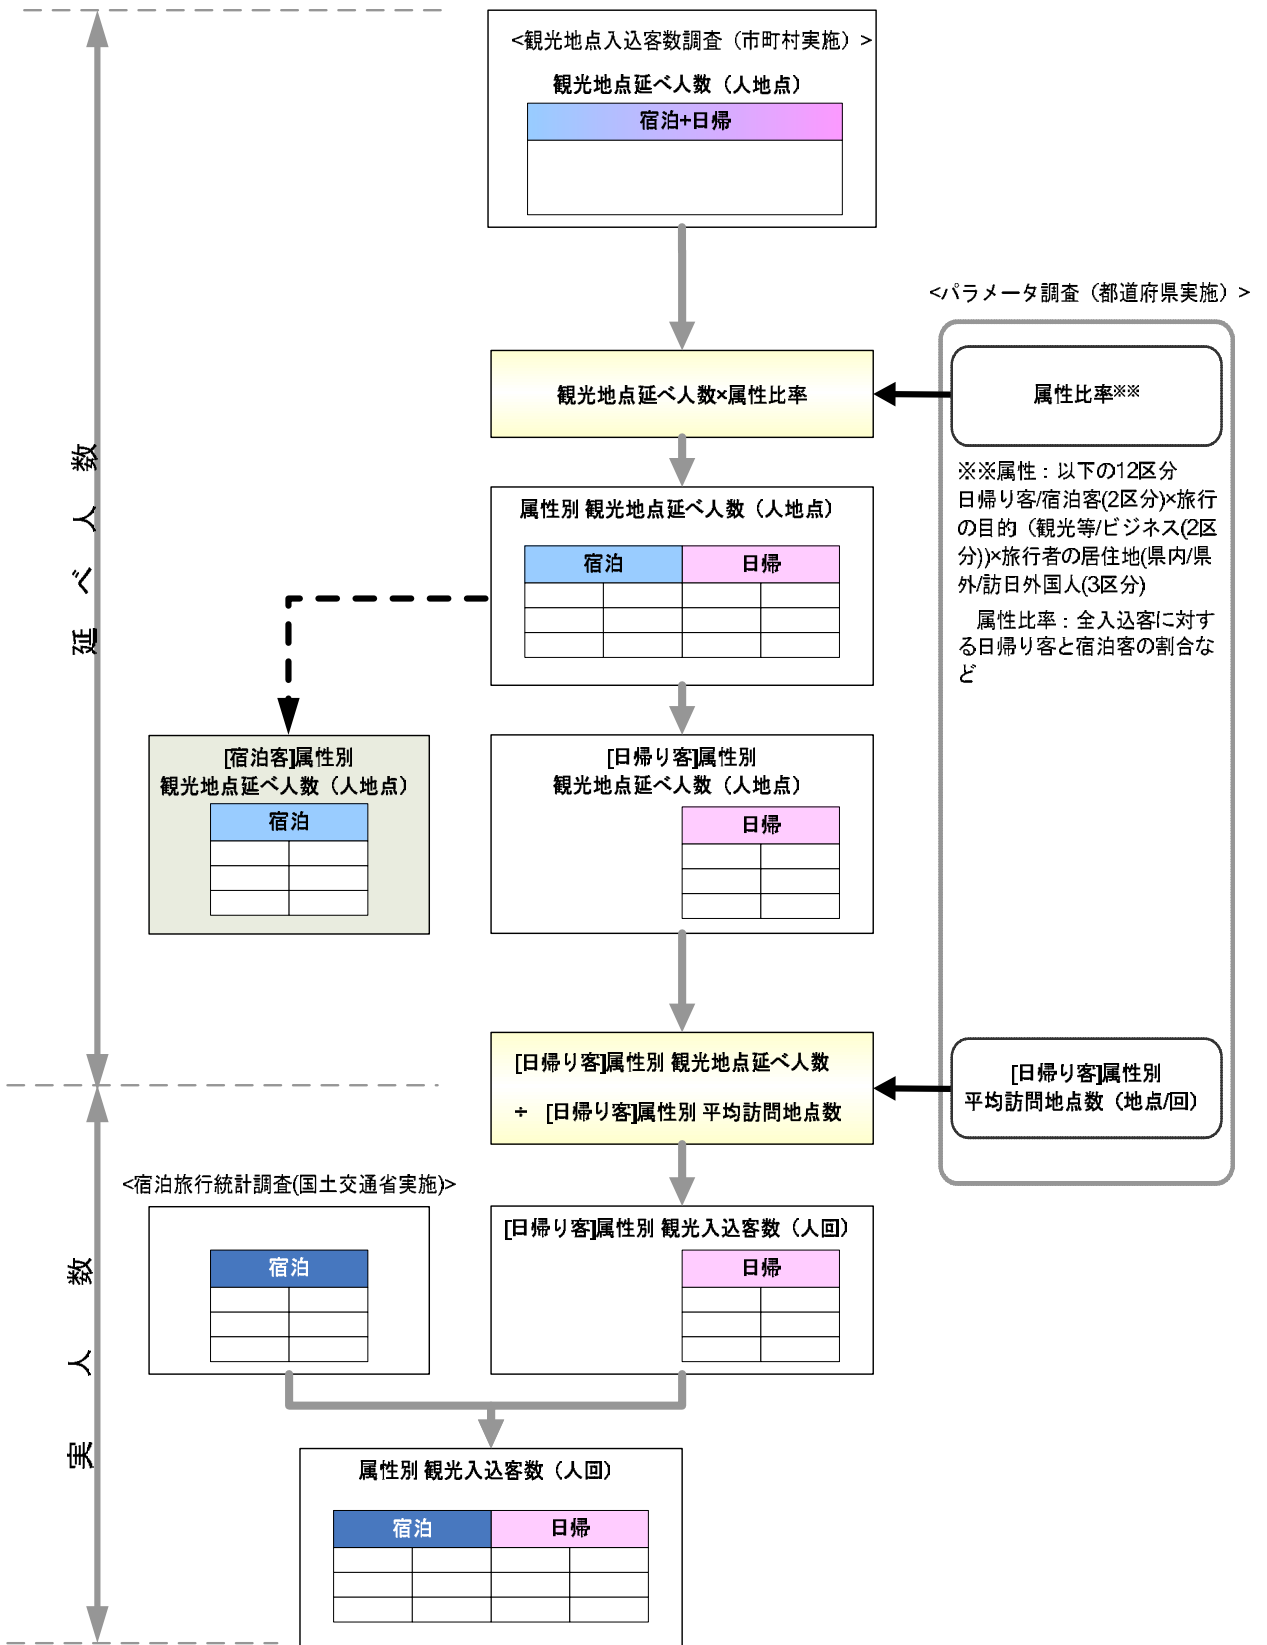 <観光地点入込客数調査（市町村実施）>
観光地点延べ人数（人地点）
宿泊+日帰
<パラメータ調査（都道府県実施）>
観光地点延べ人数×属性比率
属性比率※※
※※属性：以下の12区分
日帰り客/宿泊客(2区分)×旅行
の目的（観光等/ビジネス(2区
分))×旅行者の居住地(県内/県
外/訪日外国人(3区分)
属性比率：全入込客に対す
る日帰り客と宿泊客の割合な
ど
延べ人数
属性別 観光地点延べ人数（人地点）
宿泊 日帰
[宿泊客]属性別
観光地点延べ人数（人地点）
宿泊
[日帰り客]属性別
観光地点延べ人数（人地点）
日帰
[日帰り客]属性別 観光地点延べ人数
÷ [日帰り客]属性別 平均訪問地点数
[日帰り客]属性別
平均訪問地点数（地点/回）
<宿泊旅行統計調査(国土交通省実施)>
宿泊
[日帰り客]属性別 観光入込客数（人回）
日帰
実人数
属性別 観光入込客数（人回）
宿泊 日帰